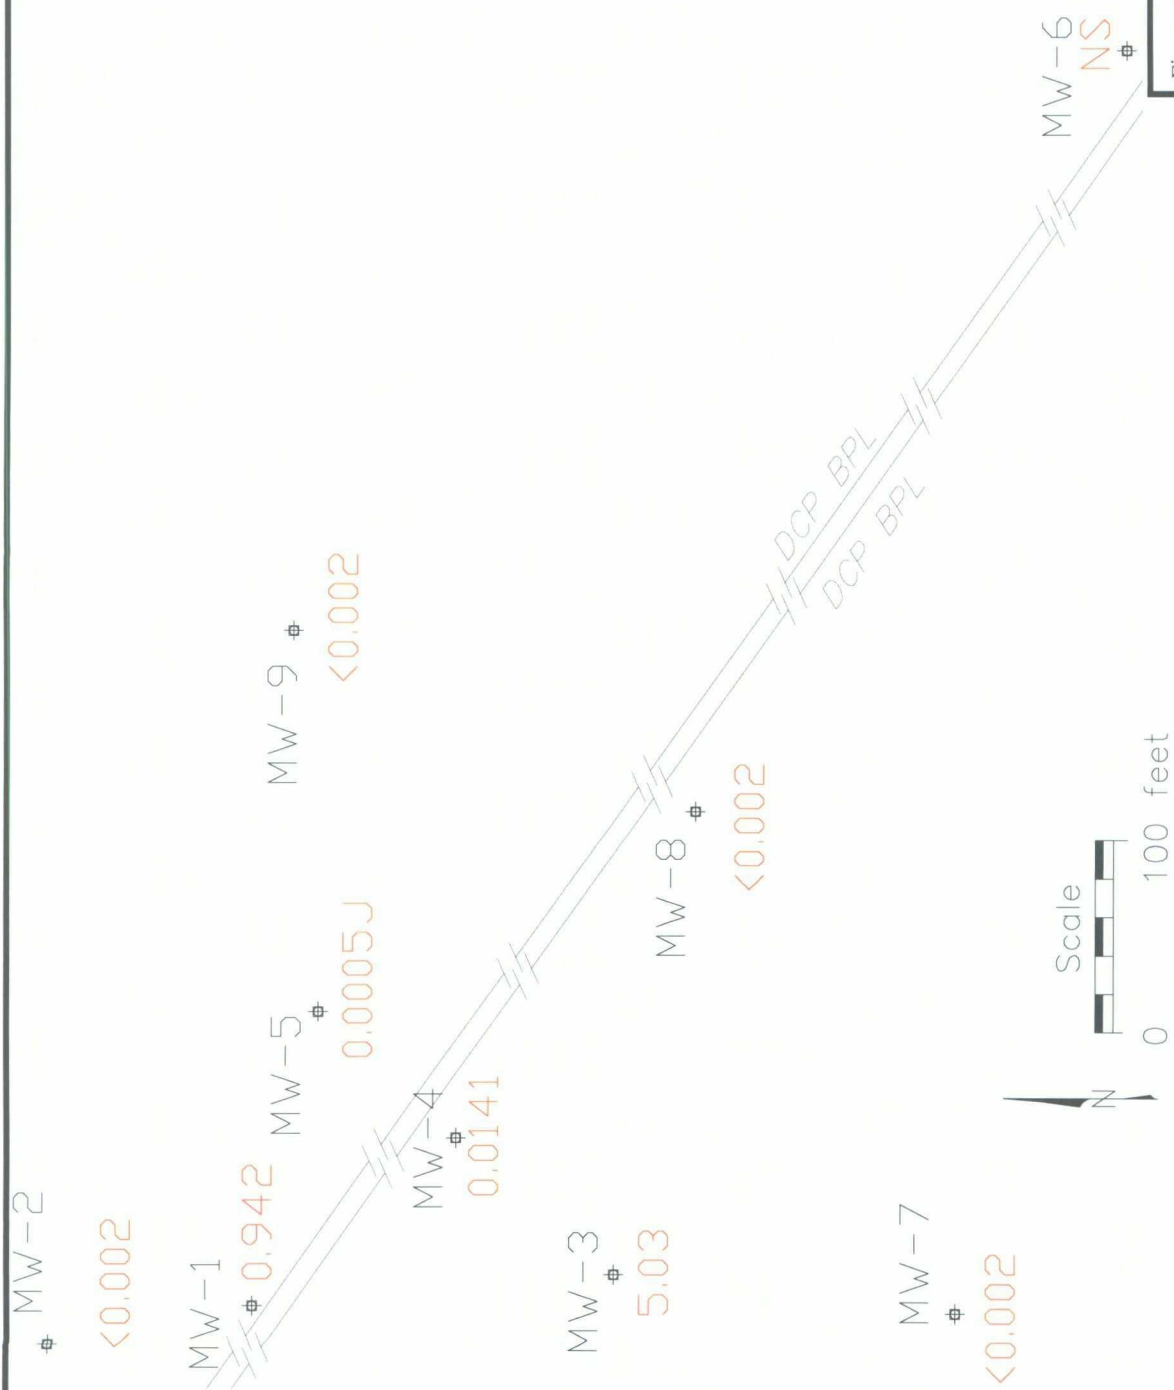 MW-2
<0.002
MW-1
0.942
MW-5
0.0005J
MW-9
<0.002
MW-4
0.0141
MW-3
5.03
MW-8
<0.002
DCP BPL
DCP BPL
MW-7
<0.002
MW-6
NS
N
Scale
0 100 feet